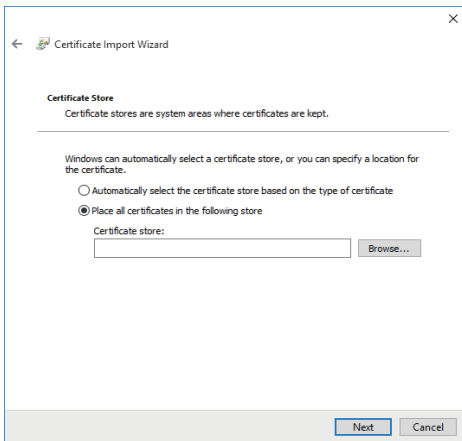 Certificate Import Wizard
Certificate Store
Certificate stores are system areas where certificates are kept.
Windows can automatically select a certificate store, or you can specify a location for
the certificate.
Automatically select the certificate store based on the type of certificate
Place all certificates in the following store
Certificate store:
Browse...
Next Cancel